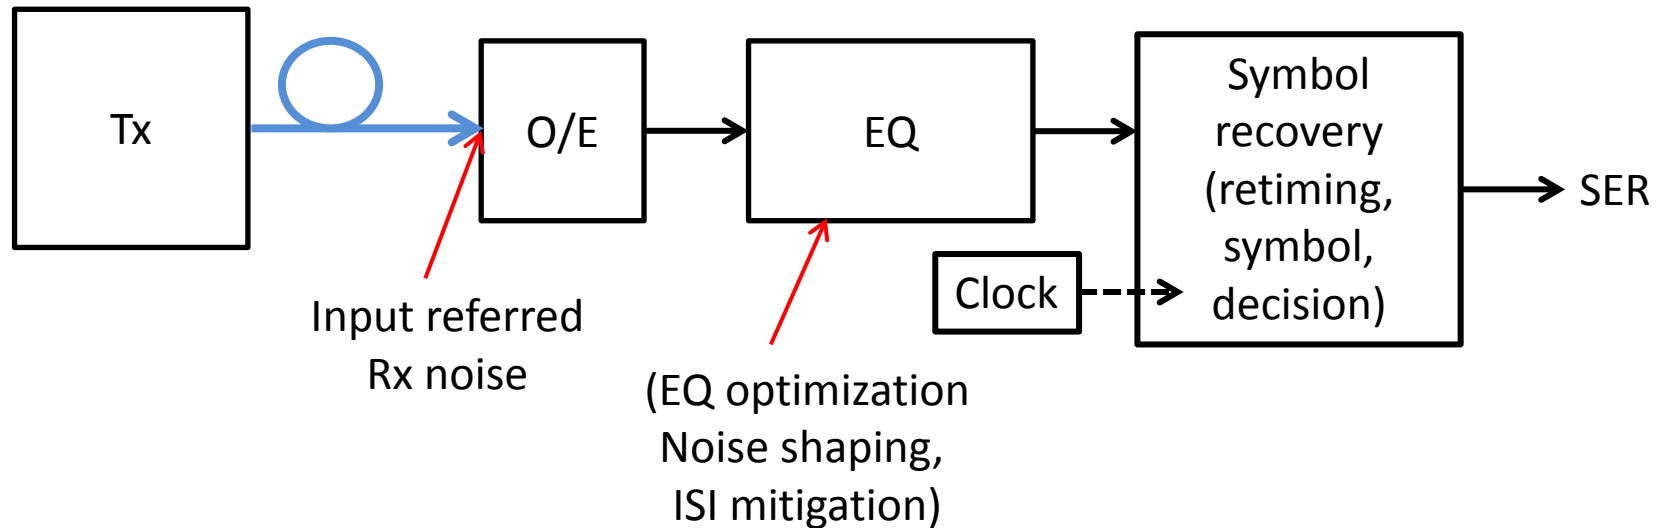 Tx
O/E
EQ
Symbol
recovery
(retiming,
symbol,
decision)
SER
Clock
Input referred
Rx noise
(EQ optimization
Noise shaping,
ISI mitigation)